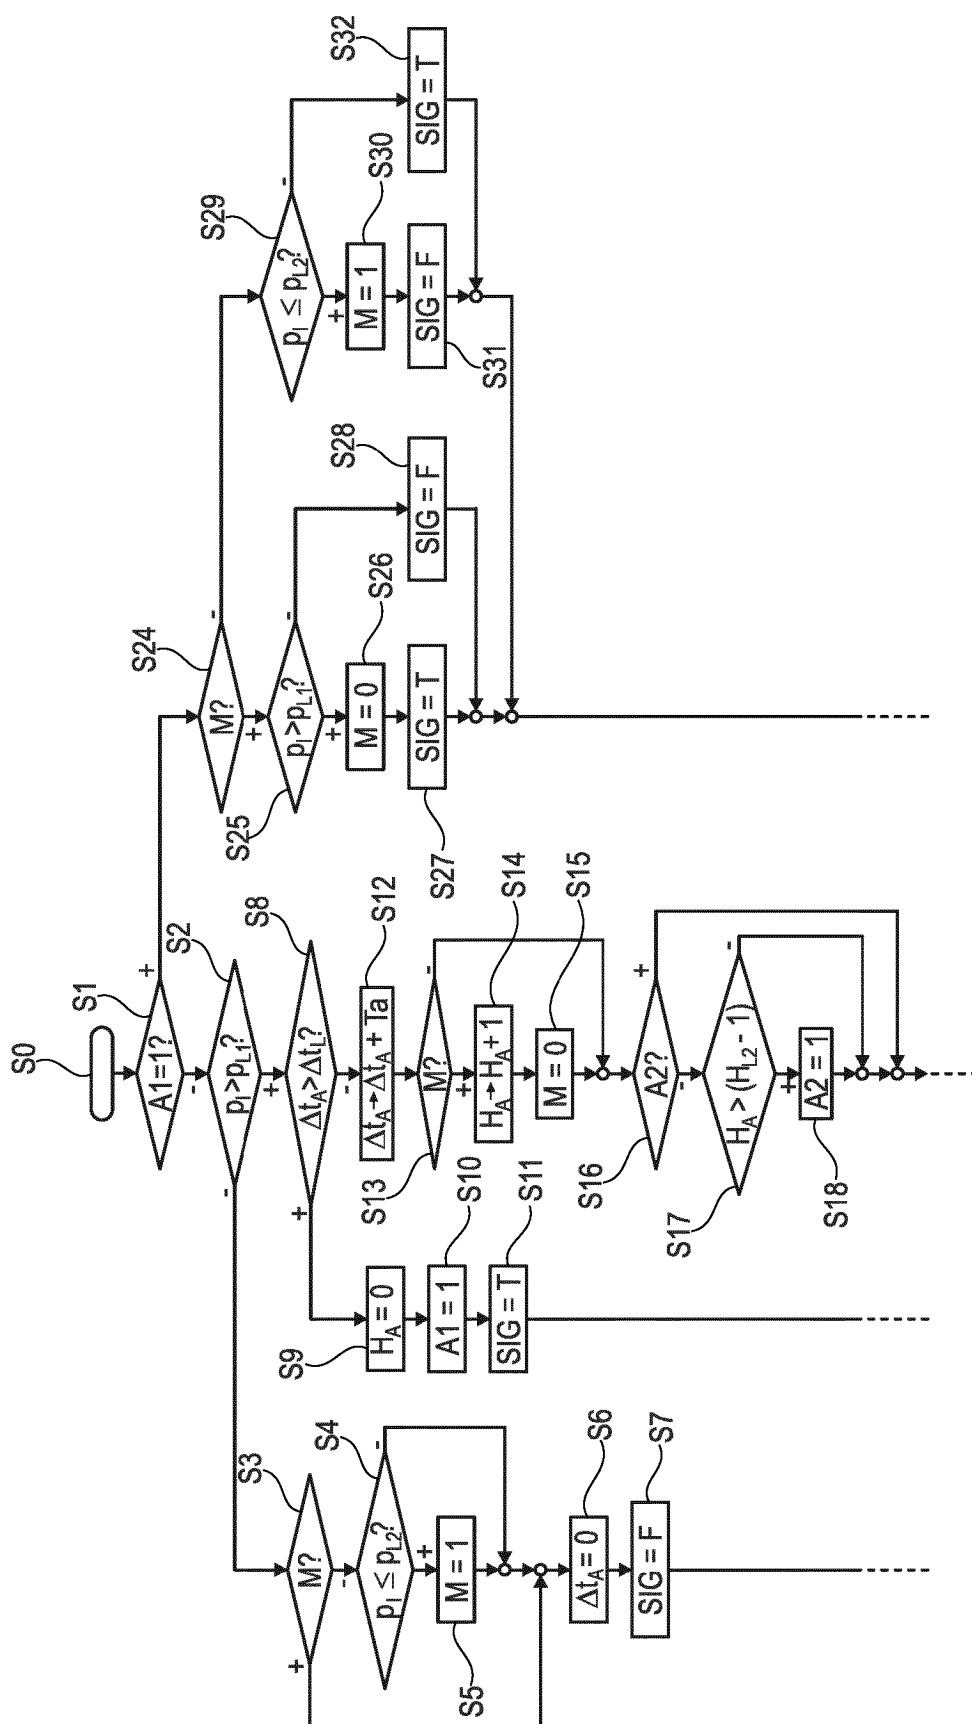 S0
S1
A1=1?
+
-
S2
p_I>p_L1?
-
+
S3
M?
+
-
S4
p_I ≤ p_L2?
-
+
M = 1
S5
Δt_A = 0
S6
SIG = F
S7
S8
Δt_A>Δt_L?
+
-
S9
H_A = 0
S10
A1 = 1
S11
SIG = T
S12
Δt_A→Δt_A + Ta
S13
M?
-
+
S14
H_A→H_A + 1
S15
M = 0
S16
A2?
+
-
S17
H_A > (H_L2 - 1)
-
+
A2 = 1
S18
S24
M?
-
+
S25
p_I>p_L1?
-
+
S26
M = 0
S27
SIG = T
S28
SIG = F
S29
p_I ≤ p_L2?
-
+
S30
M = 1
SIG = F
S31
S32
SIG = T